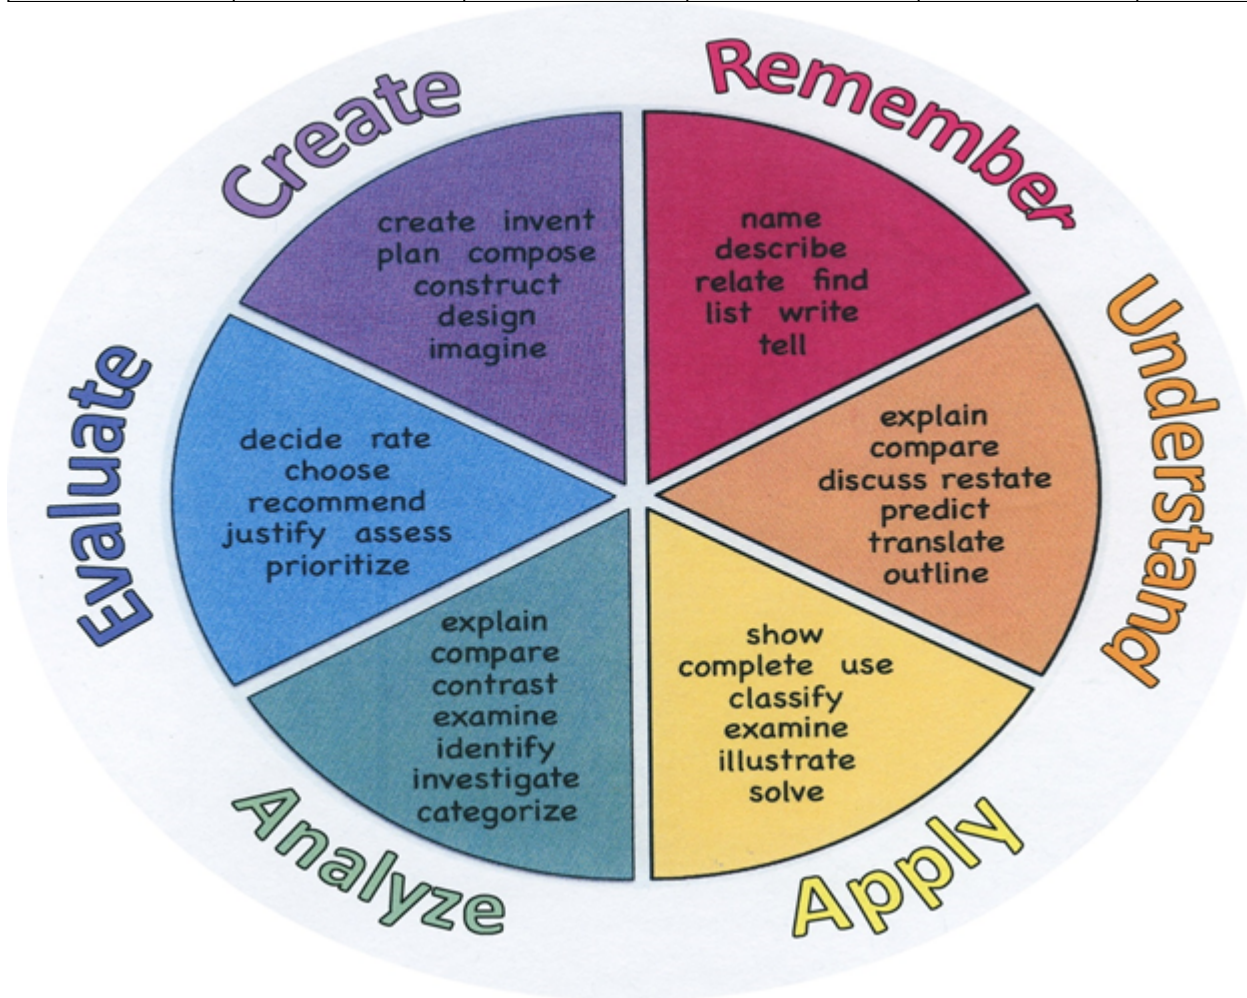 Remember
name
describe
relate find
list write
tell
Understand
explain
compare
discuss restate
predict
translate
outline
Apply
show
complete use
classify
examine
illustrate
solve
Analyze
explain
compare
contrast
examine
identify
investigate
categorize
Evaluate
decide rate
choose
recommend
justify assess
prioritize
Create
create invent
plan compose
construct
design
imagine